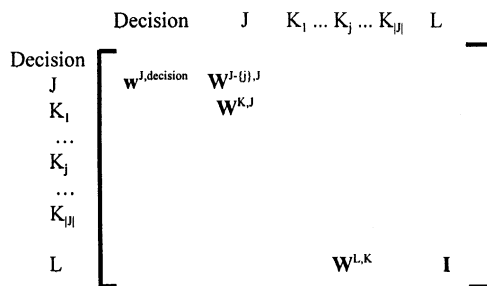 Decision J K₁ ... Kⱼ ... K|J| L
Decision
J w^J,decision W^J-{j},J
K₁ W^K,J
...
Kⱼ
...
K|J|
L W^L,K I